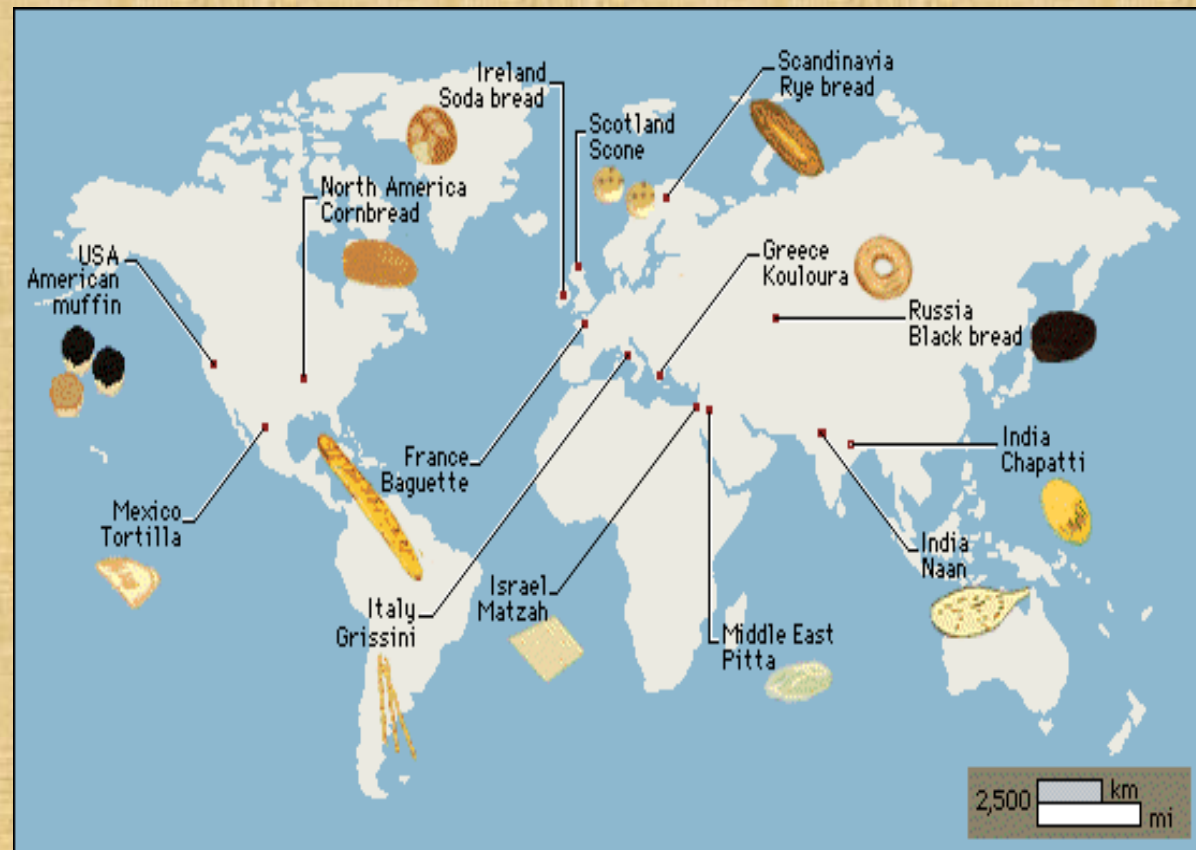 Ireland
Soda bread
Scandinavia
Rye bread
Scotland
Scone
North America
Cornbread
USA
American
muffin
Greece
Kouloura
Russia
Black bread
France
Baguette
India
Chapatti
Mexico
Tortilla
India
Naan
Israel
Matzah
Italy
Grissini
Middle East
Pitta
2,500
km
mi